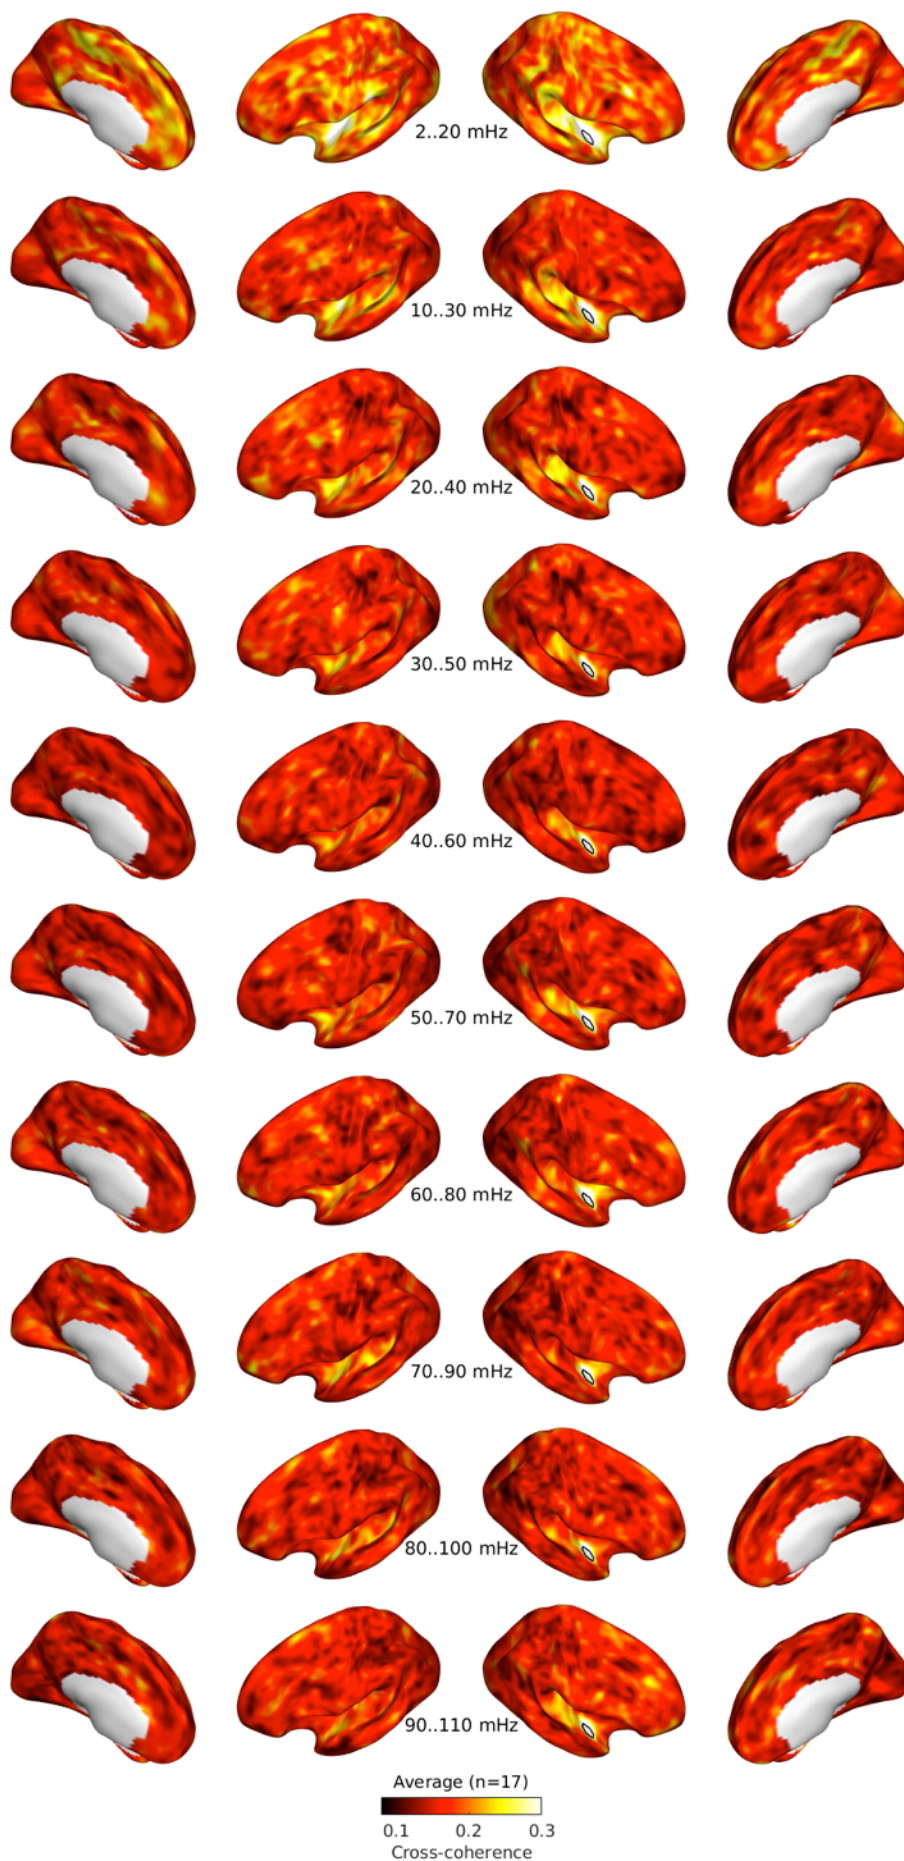 2..20 mHz
10..30 mHz
20..40 mHz
30..50 mHz
40..60 mHz
50..70 mHz
60..80 mHz
70..90 mHz
80..100 mHz
90..110 mHz
Average (n=17)
0.1 0.2 0.3
Cross-coherence